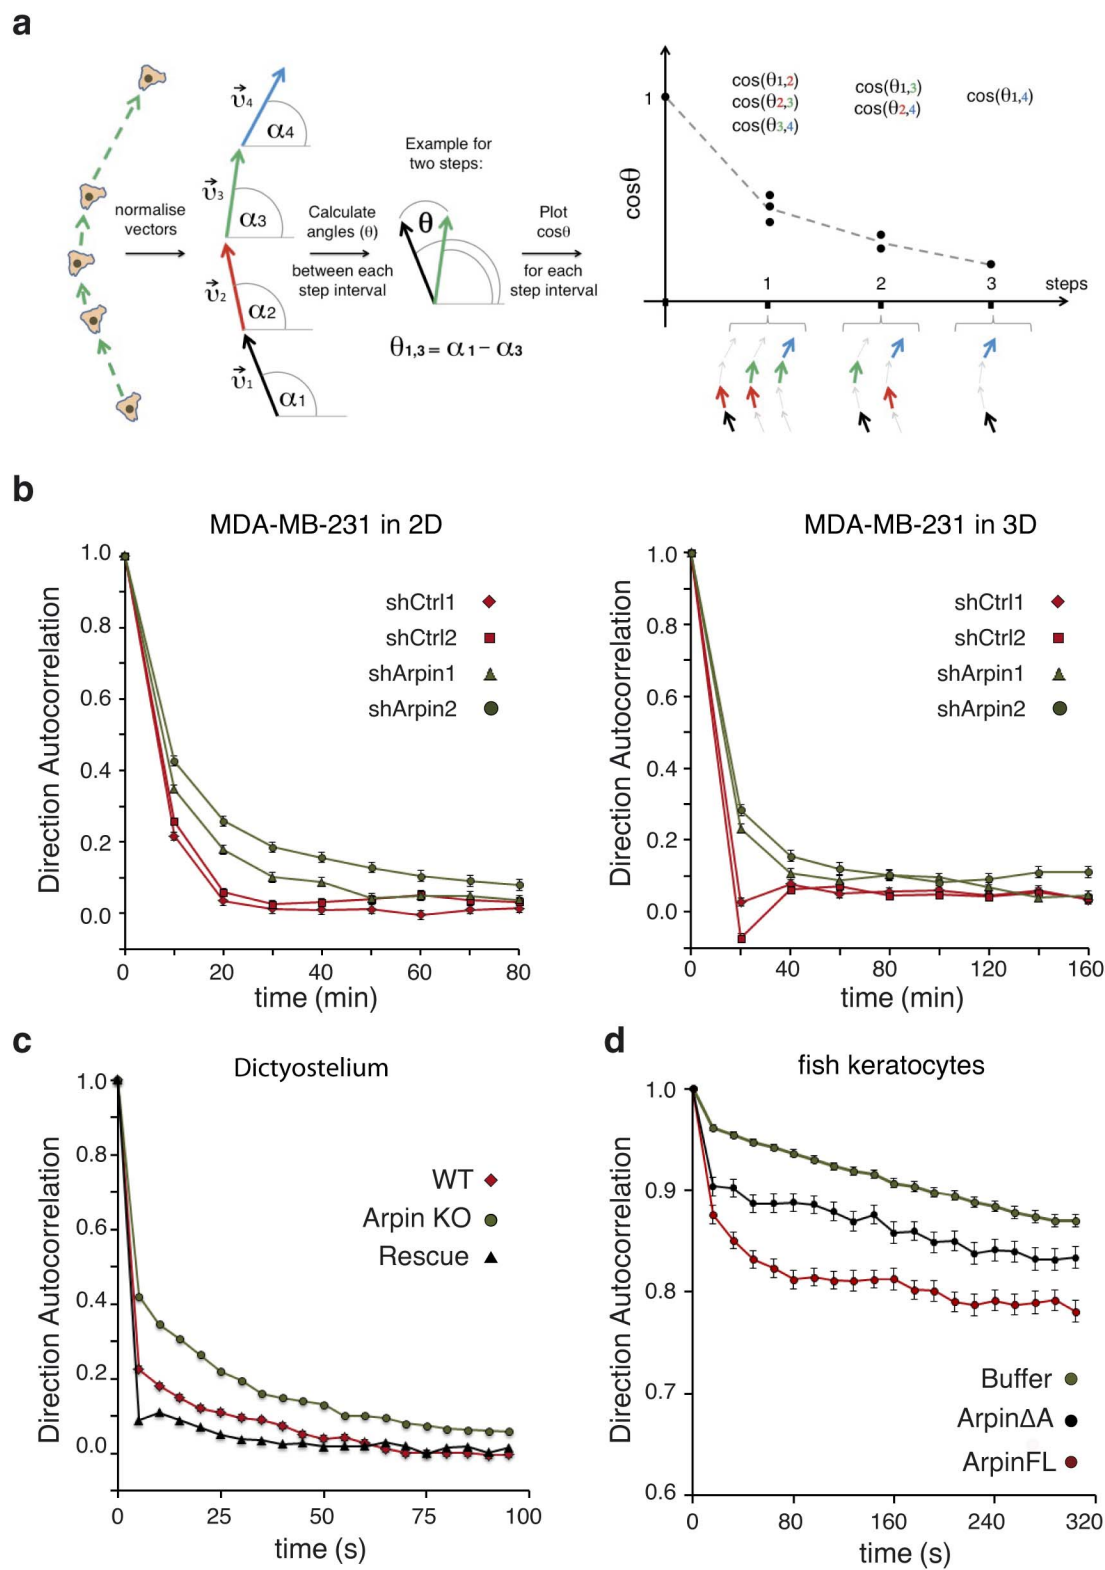 a
υ⃗4
α4
υ⃗3
α3
υ⃗2
α2
υ⃗1
α1
normalise
vectors
Calculate
angles (θ)
between each
step interval
Example for
two steps:
θ
θ1,3 = α1 – α3
Plot
cosθ
for each
step interval
cosθ
1
cos(θ1,2)
cos(θ2,3)
cos(θ3,4)
cos(θ1,3)
cos(θ2,4)
cos(θ1,4)
1 2 3 steps
b
MDA-MB-231 in 2D
Direction Autocorrelation
1.0
0.8
0.6
0.4
0.2
0.0
shCtrl1
shCtrl2
shArpin1
shArpin2
0 20 40 60 80
time (min)
MDA-MB-231 in 3D
Direction Autocorrelation
1.0
0.8
0.6
0.4
0.2
0.0
shCtrl1
shCtrl2
shArpin1
shArpin2
0 40 80 120 160
time (min)
c
Dictyostelium
Direction Autocorrelation
1.0
0.8
0.6
0.4
0.2
0.0
WT
Arpin KO
Rescue
0 25 50 75 100
time (s)
d
fish keratocytes
Direction Autocorrelation
1.0
0.9
0.8
0.7
0.6
Buffer
ArpinΔA
ArpinFL
0 80 160 240 320
time (s)